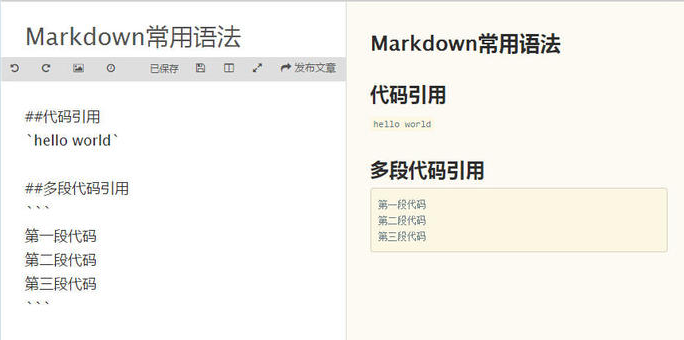 Markdown常用语法
已保存 发布文章
##代码引用
`hello world`
##多段代码引用
```
第一段代码
第二段代码
第三段代码
```
Markdown常用语法
代码引用
hello world
多段代码引用
第一段代码
第二段代码
第三段代码